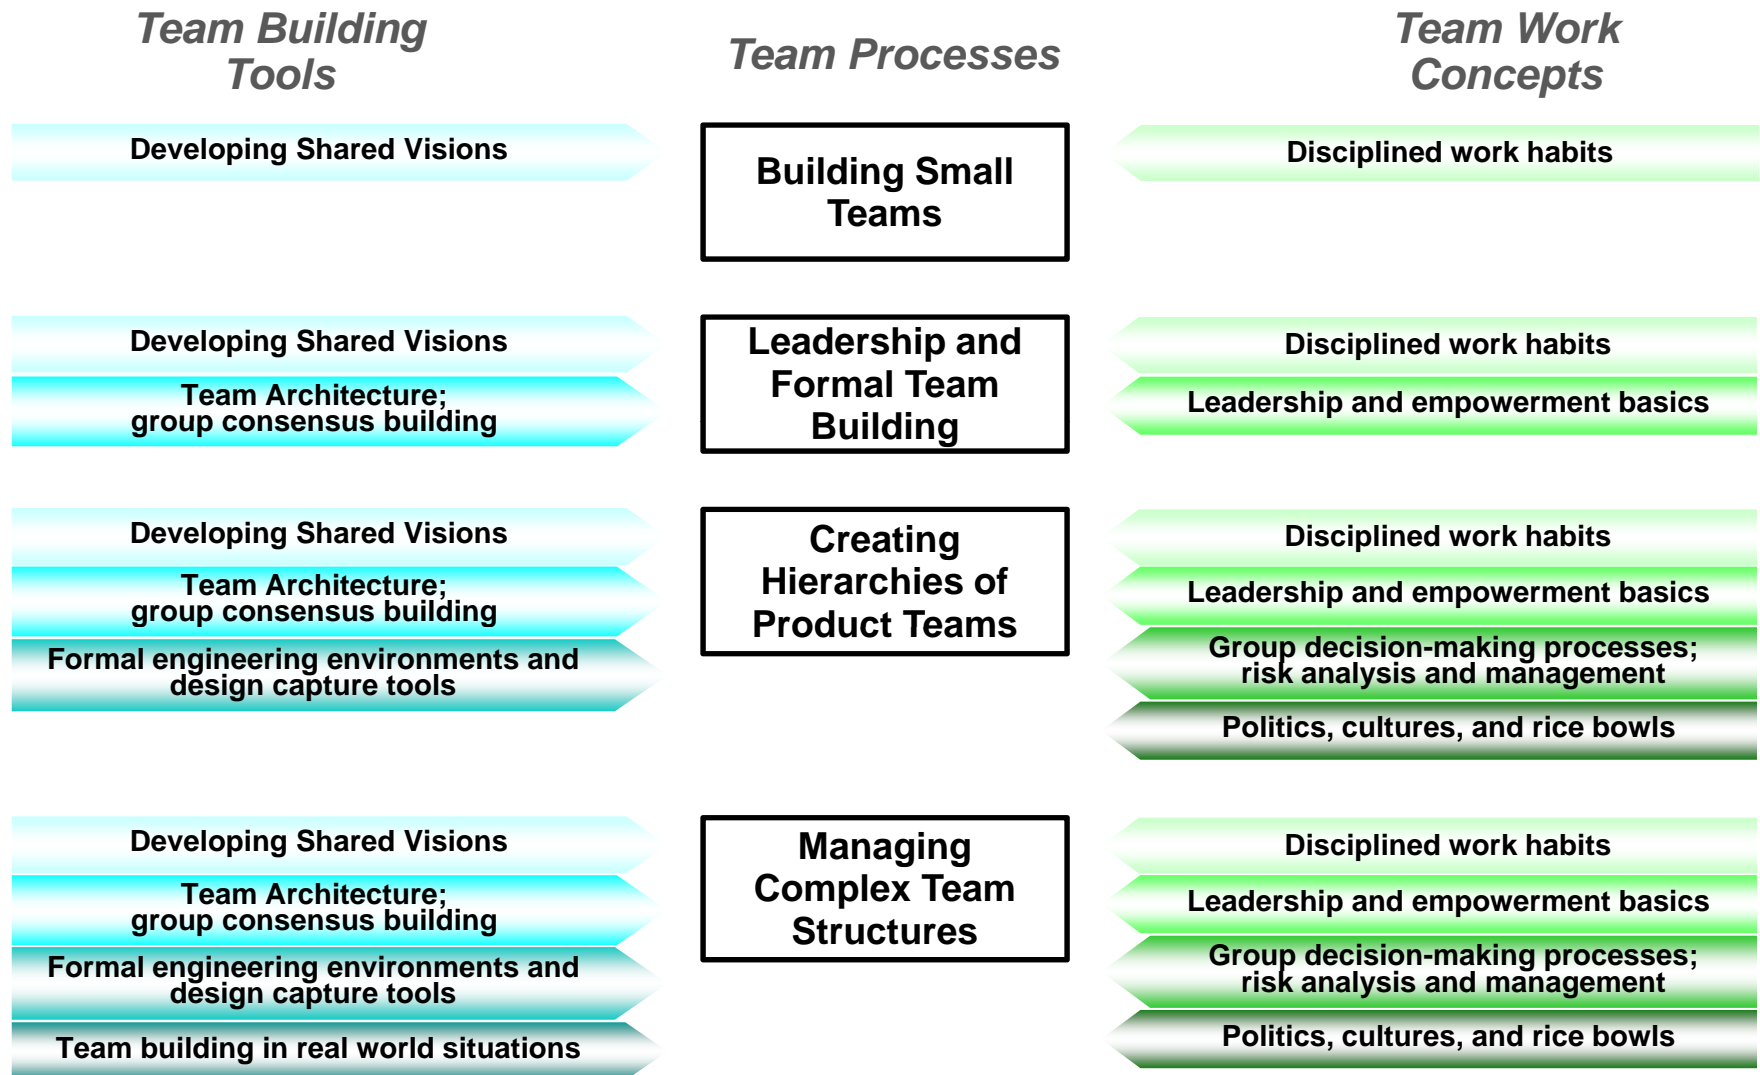 Team Building
Tools
Team Processes
Team Work
Concepts
Developing Shared Visions
Building Small
Teams
Disciplined work habits
Developing Shared Visions
Team Architecture;
group consensus building
Leadership and
Formal Team
Building
Disciplined work habits
Leadership and empowerment basics
Developing Shared Visions
Team Architecture;
group consensus building
Formal engineering environments and
design capture tools
Creating
Hierarchies of
Product Teams
Disciplined work habits
Leadership and empowerment basics
Group decision-making processes;
risk analysis and management
Politics, cultures, and rice bowls
Developing Shared Visions
Team Architecture;
group consensus building
Formal engineering environments and
design capture tools
Team building in real world situations
Managing
Complex Team
Structures
Disciplined work habits
Leadership and empowerment basics
Group decision-making processes;
risk analysis and management
Politics, cultures, and rice bowls